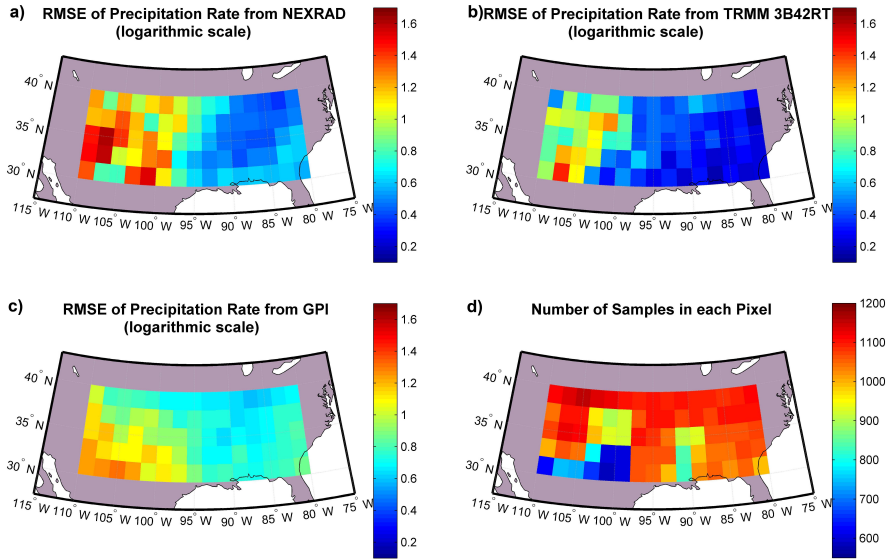 a)
RMSE of Precipitation Rate from NEXRAD
(logarithmic scale)
40° N
35° N
30° N
115° W
110° W
105° W
100° W
95° W
90° W
85° W
80° W
75° W
1.6
1.4
1.2
1
0.8
0.6
0.4
0.2
b)
RMSE of Precipitation Rate from TRMM 3B42RT
(logarithmic scale)
40° N
35° N
30° N
115° W
110° W
105° W
100° W
95° W
90° W
85° W
80° W
75° W
1.6
1.4
1.2
1
0.8
0.6
0.4
0.2
c)
RMSE of Precipitation Rate from GPI
(logarithmic scale)
40° N
35° N
30° N
115° W
110° W
105° W
100° W
95° W
90° W
85° W
80° W
75° W
1.6
1.4
1.2
1
0.8
0.6
0.4
0.2
d)
Number of Samples in each Pixel
40° N
35° N
30° N
115° W
110° W
105° W
100° W
95° W
90° W
85° W
80° W
75° W
1200
1100
1000
900
800
700
600